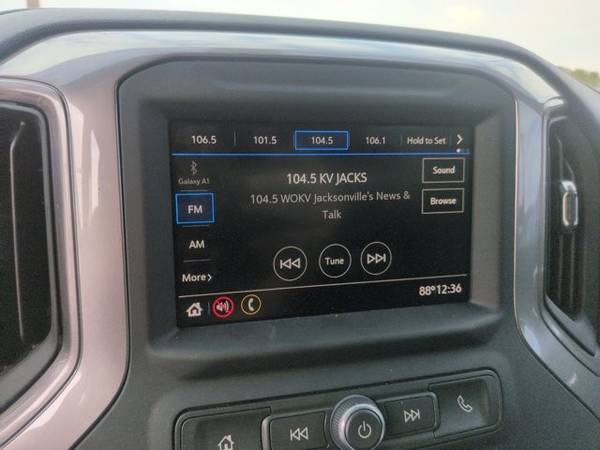 106.5 101.5 104.5 106.1 Hold to Set
Galaxy A1
104.5 KV JACKS
Sound
104.5 WOKV Jacksonville's News &
Talk
Browse
FM
AM
Tune
More
88° 12:36